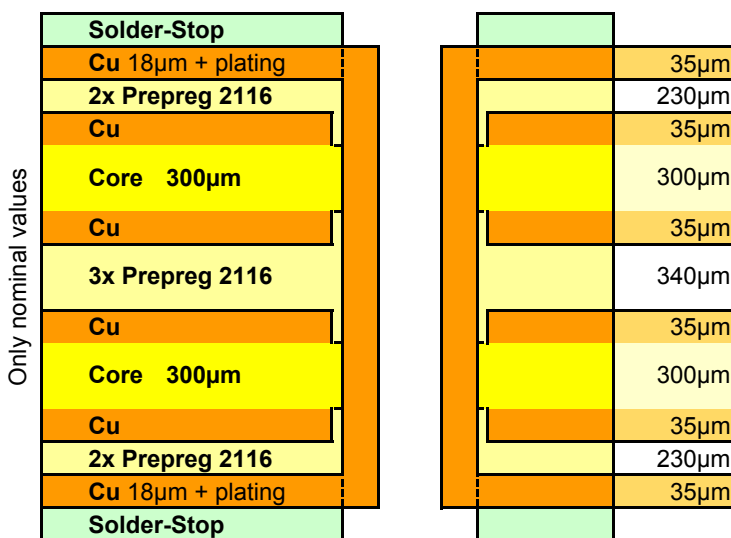 Solder-Stop
Cu 18µm + plating 35µm
2x Prepreg 2116 230µm
Cu 35µm
Core 300µm 300µm
Cu 35µm
3x Prepreg 2116 340µm
Cu 35µm
Core 300µm 300µm
Cu 35µm
2x Prepreg 2116 230µm
Cu 18µm + plating 35µm
Solder-Stop
Only nominal values